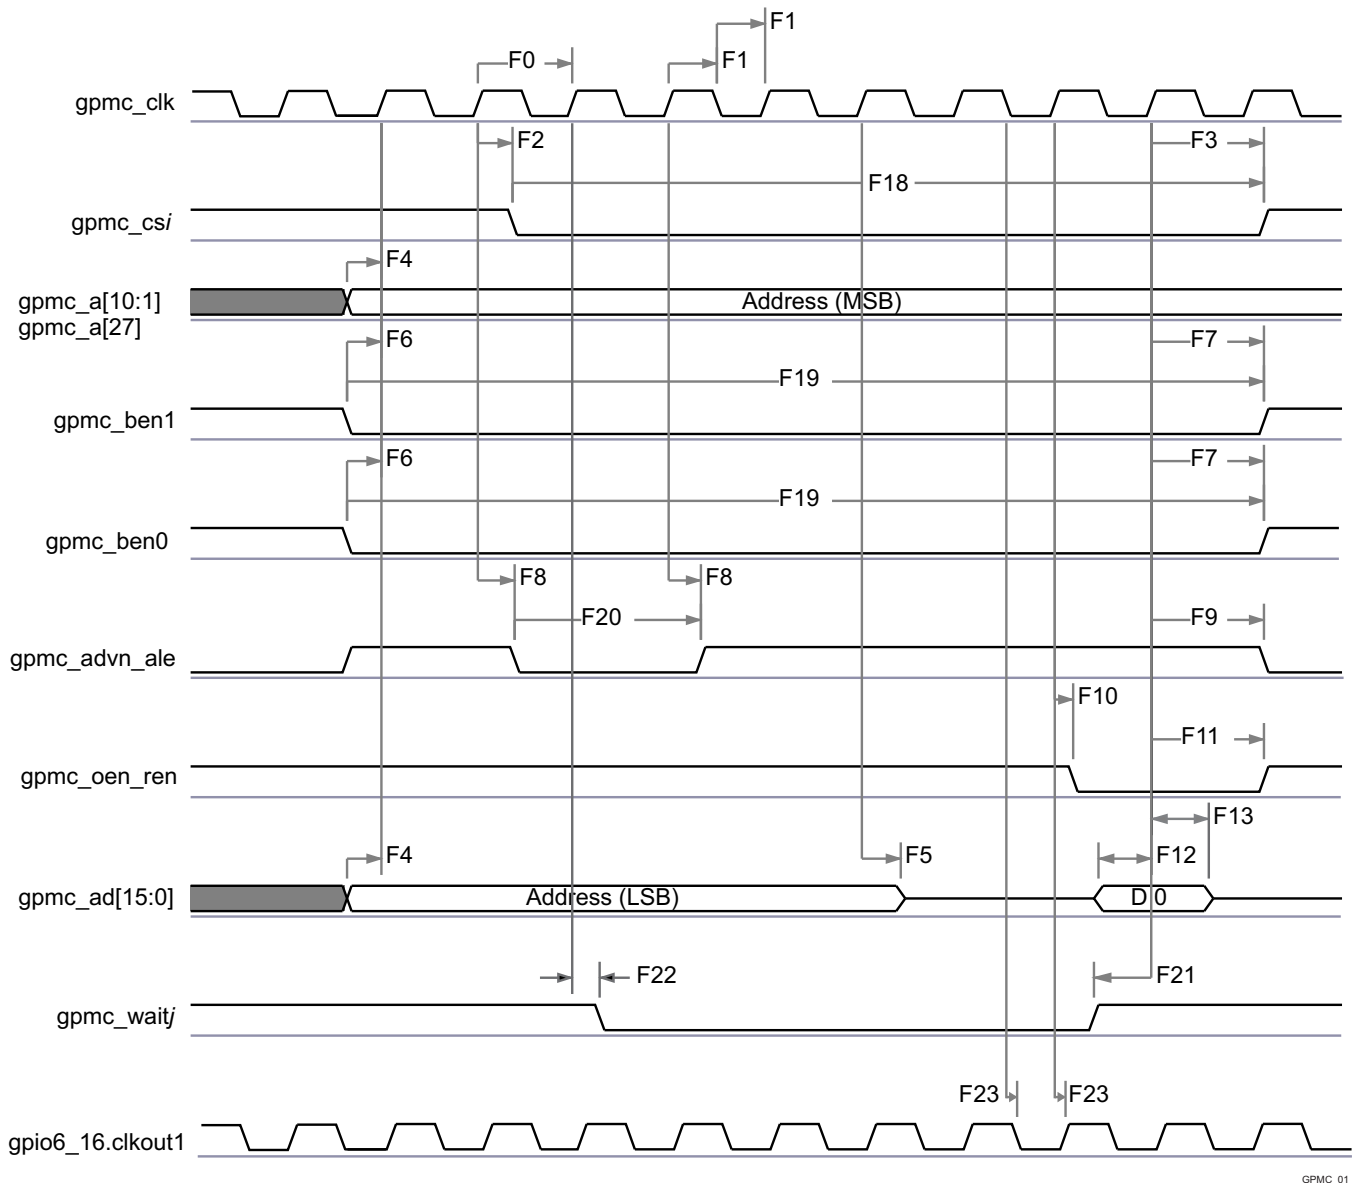 F1
F0
F1
gpmc_clk
F2
F3
F18
gpmc_csi
F4
gpmc_a[10:1]
Address (MSB)
gpmc_a[27]
F6
F7
F19
gpmc_ben1
F6
F7
F19
gpmc_ben0
F8
F8
F20
F9
gpmc_advn_ale
F10
F11
gpmc_oen_ren
F13
F4
F5
F12
gpmc_ad[15:0]
Address (LSB)
D 0
F22
F21
gpmc_waitj
F23
F23
gpio6_16.clkout1
GPMC_01